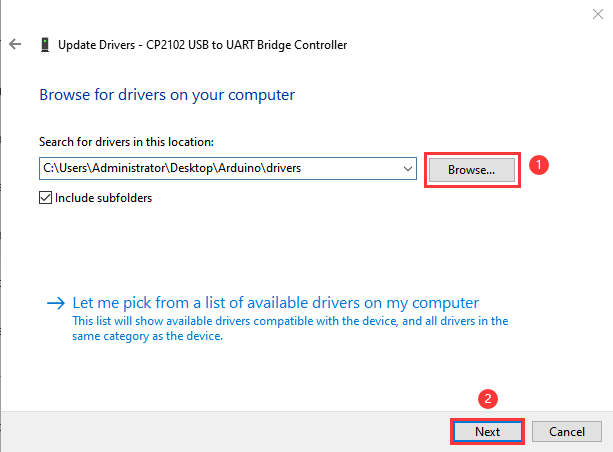 Update Drivers - CP2102 USB to UART Bridge Controller
Browse for drivers on your computer
Search for drivers in this location:
C:\Users\Administrator\Desktop\Arduino\drivers
Browse...
1
Include subfolders
Let me pick from a list of available drivers on my computer
This list will show available drivers compatible with the device, and all drivers in the
same category as the device.
2
Next
Cancel